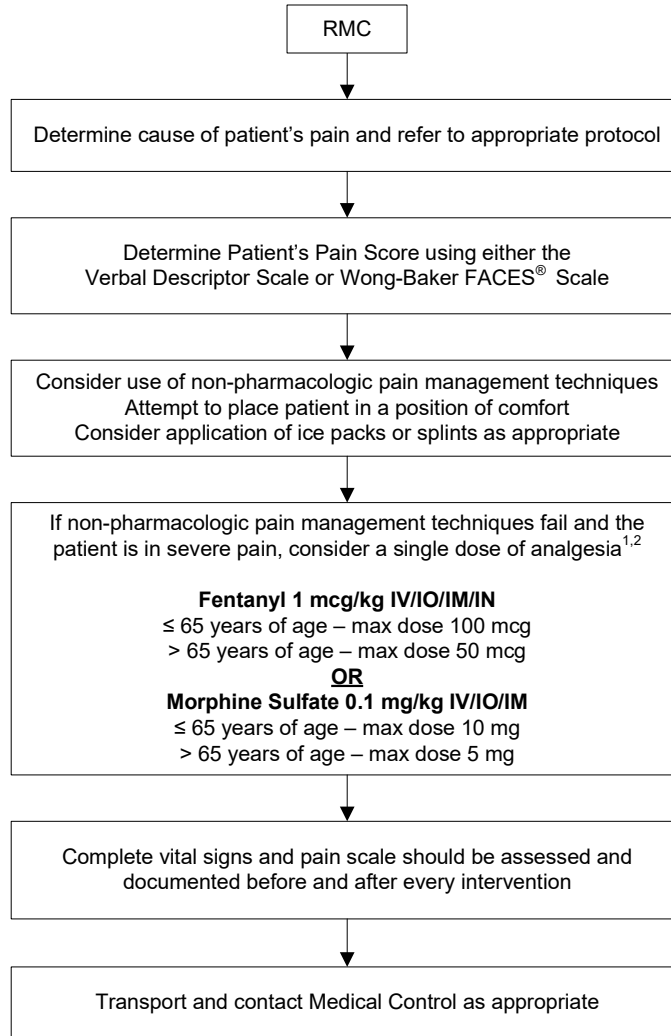 RMC
Determine cause of patient’s pain and refer to appropriate protocol
Determine Patient’s Pain Score using either the
Verbal Descriptor Scale or Wong-Baker FACES® Scale
Consider use of non-pharmacologic pain management techniques
Attempt to place patient in a position of comfort
Consider application of ice packs or splints as appropriate
If non-pharmacologic pain management techniques fail and the
patient is in severe pain, consider a single dose of analgesia1,2
Fentanyl 1 mcg/kg IV/IO/IM/IN
≤ 65 years of age – max dose 100 mcg
> 65 years of age – max dose 50 mcg
OR
Morphine Sulfate 0.1 mg/kg IV/IO/IM
≤ 65 years of age – max dose 10 mg
> 65 years of age – max dose 5 mg
Complete vital signs and pain scale should be assessed and
documented before and after every intervention
Transport and contact Medical Control as appropriate